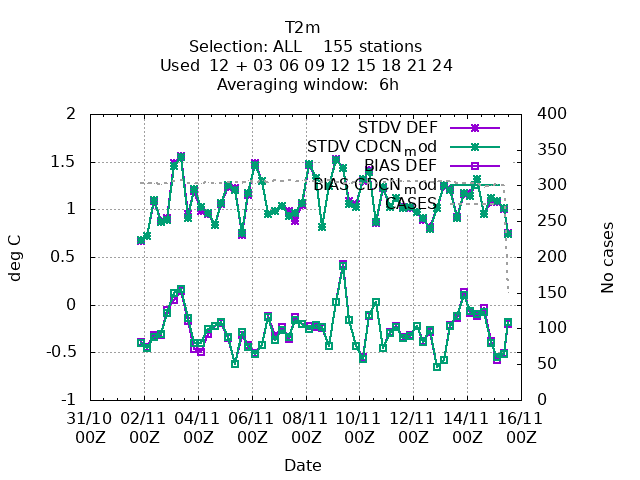 T2m
Selection: ALL    155 stations
Used  12 + 03 06 09 12 15 18 21 24
Averaging window:  6h
2
1.5
1
0.5
0
-0.5
-1
deg C
400
350
300
250
200
150
100
50
0
No cases
STDV DEF
STDV CDCNmod
BIAS DEF
BIAS CDCNmod
CASES
31/10 02/11 04/11 06/11 08/11 10/11 12/11 14/11 16/11
00Z 00Z 00Z 00Z 00Z 00Z 00Z 00Z 00Z
Date